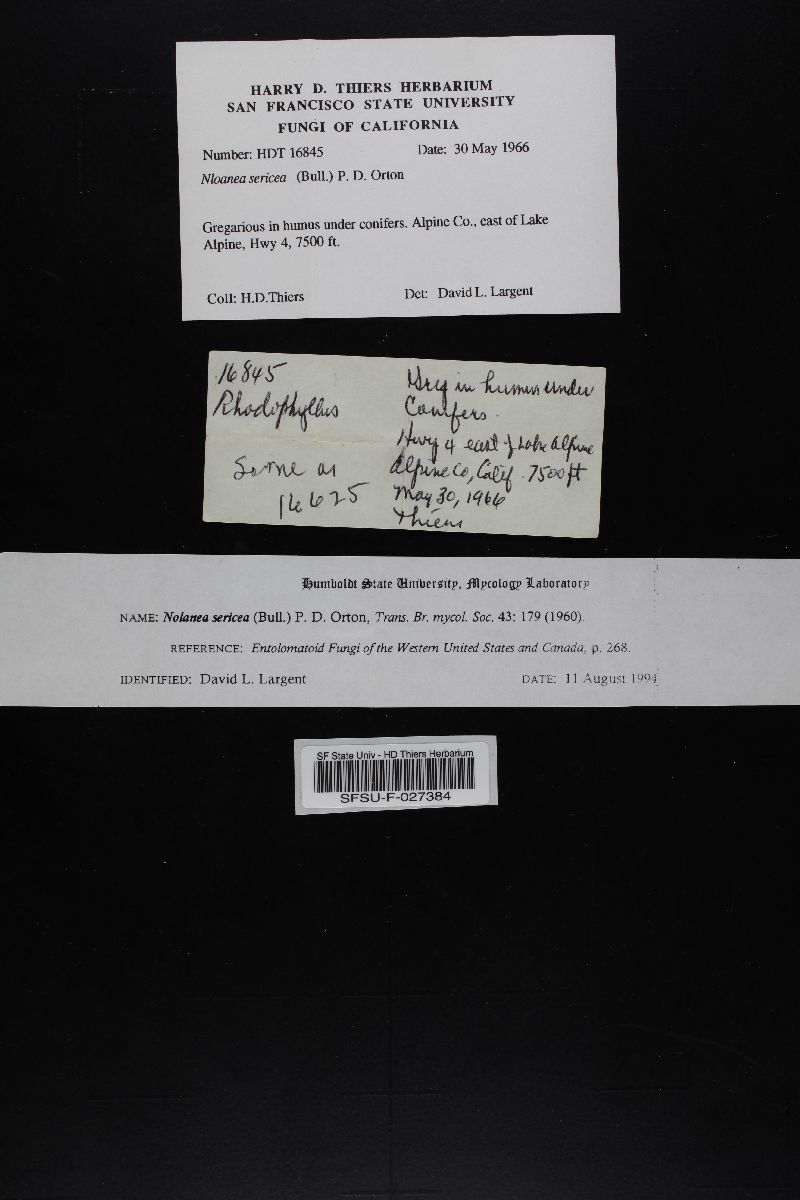 HARRY D. THIERS HERBARIUM
SAN FRANCISCO STATE UNIVERSITY
FUNGI OF CALIFORNIA
Number: HDT 16845 Date: 30 May 1966
Nloanea sericea (Bull.) P. D. Orton
Gregarious in humus under conifers. Alpine Co., east of Lake
Alpine, Hwy 4, 7500 ft.
Coll: H.D.Thiers Det: David L. Largent
16845
Rhodophyllus
Same as
16625
Greg in humus under
Conifers.
Hwy 4 east of Lake Alpine
Alpine Co, Calif. 7500 ft
May 30, 1966
Thiers
Humboldt State University, Mycology Laboratory
NAME: Nolanea sericea (Bull.) P. D. Orton, Trans. Br. mycol. Soc. 43: 179 (1960).
REFERENCE: Entolomatoid Fungi of the Western United States and Canada, p. 268.
IDENTIFIED: David L. Largent DATE: 11 August 1994
SF State Univ - HD Thiers Herbarium
SFSU-F-027384